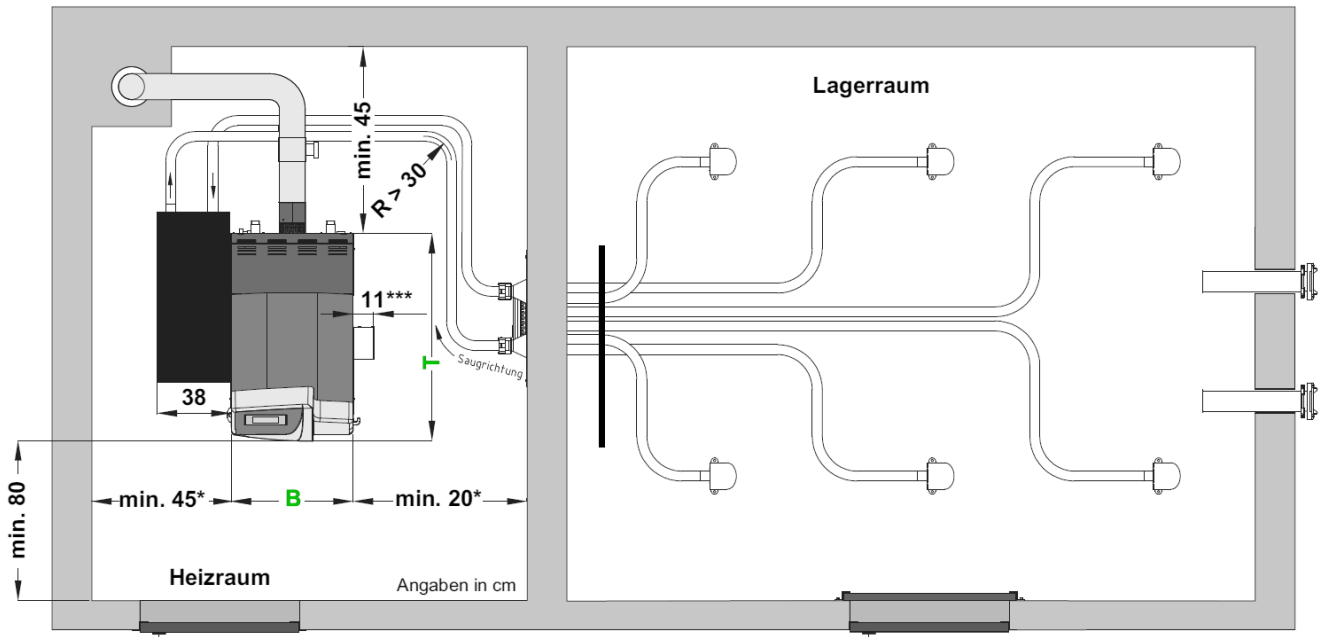 Lagerraum
min. 45
R > 30
11***
T
Saugrichtung
38
min. 80
min. 45*
B
min. 20*
Heizraum
Angaben in cm